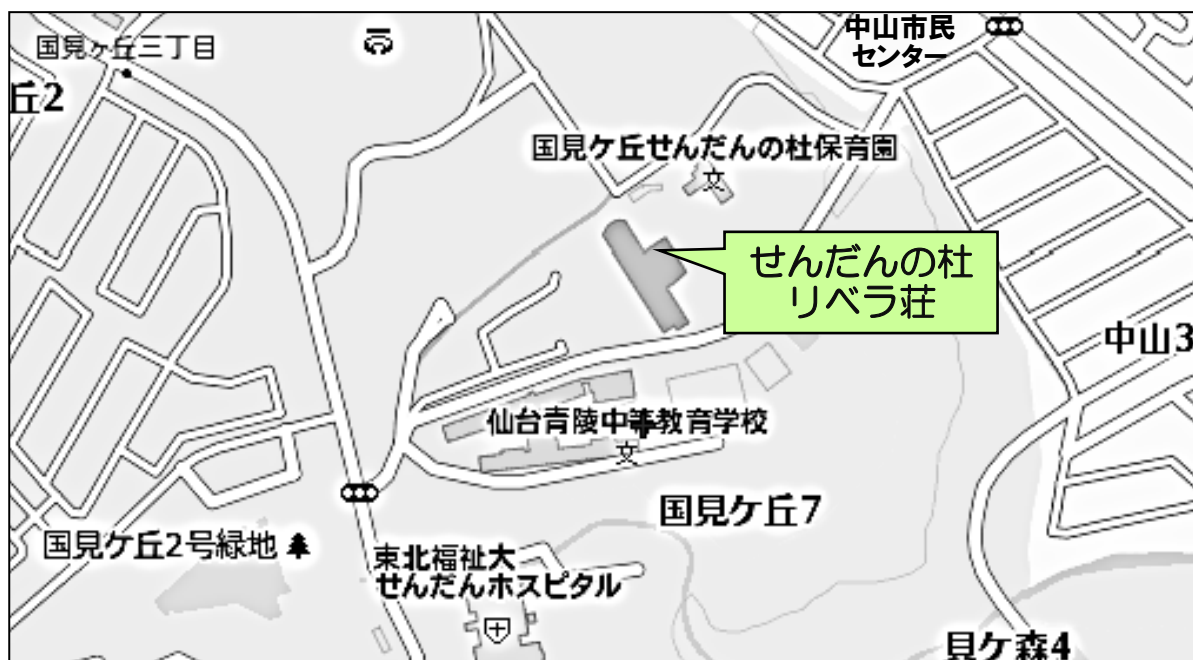 国見ヶ丘三丁目
中山市民
センター
丘2
国見ケ丘せんだんの杜保育園
文
せんだんの杜
リベラ荘
中山3
仙台青陵中等教育学校
文
国見ケ丘7
国見ケ丘2号緑地
東北福祉大
せんだんホスピタル
見ケ森4